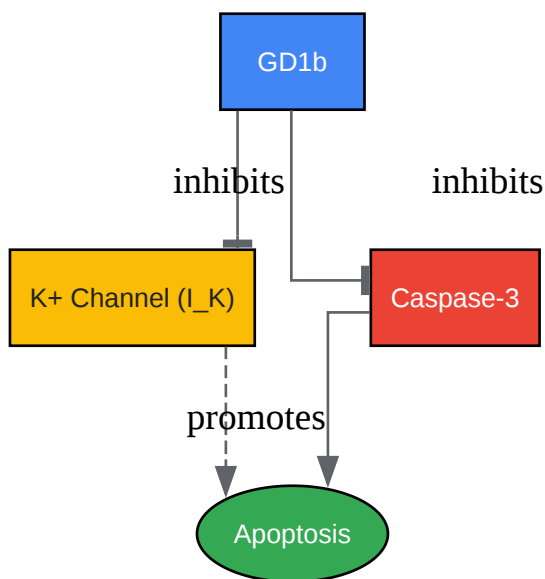 GD1b
inhibits
inhibits
K+ Channel (I_K)
Caspase-3
promotes
Apoptosis